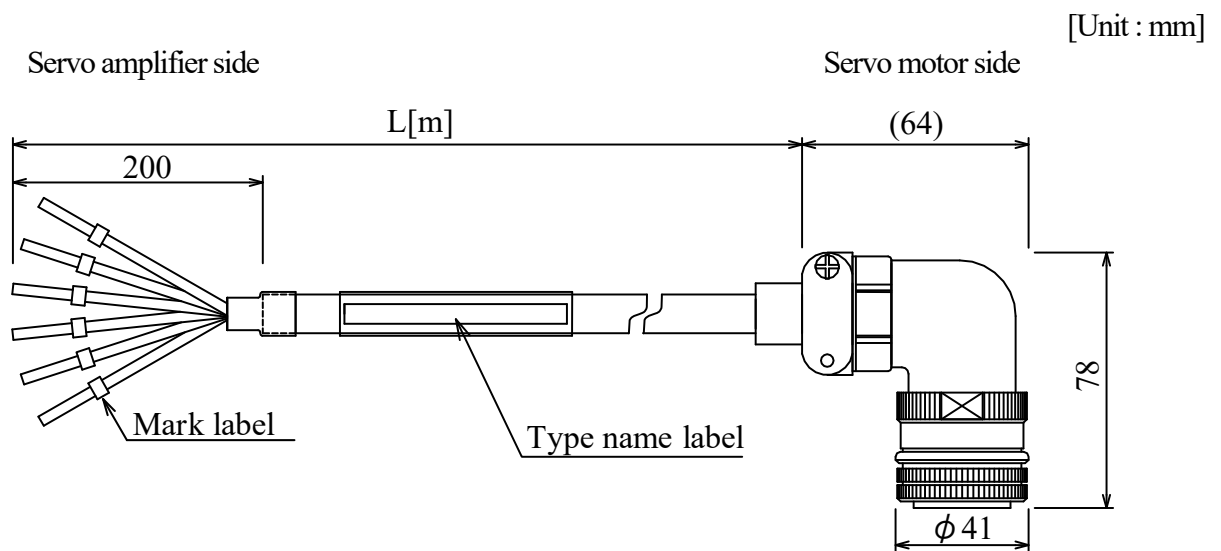 [Unit : mm]
Servo amplifier side
Servo motor side
L[m]
(64)
200
78
Mark label
Type name label
ϕ41